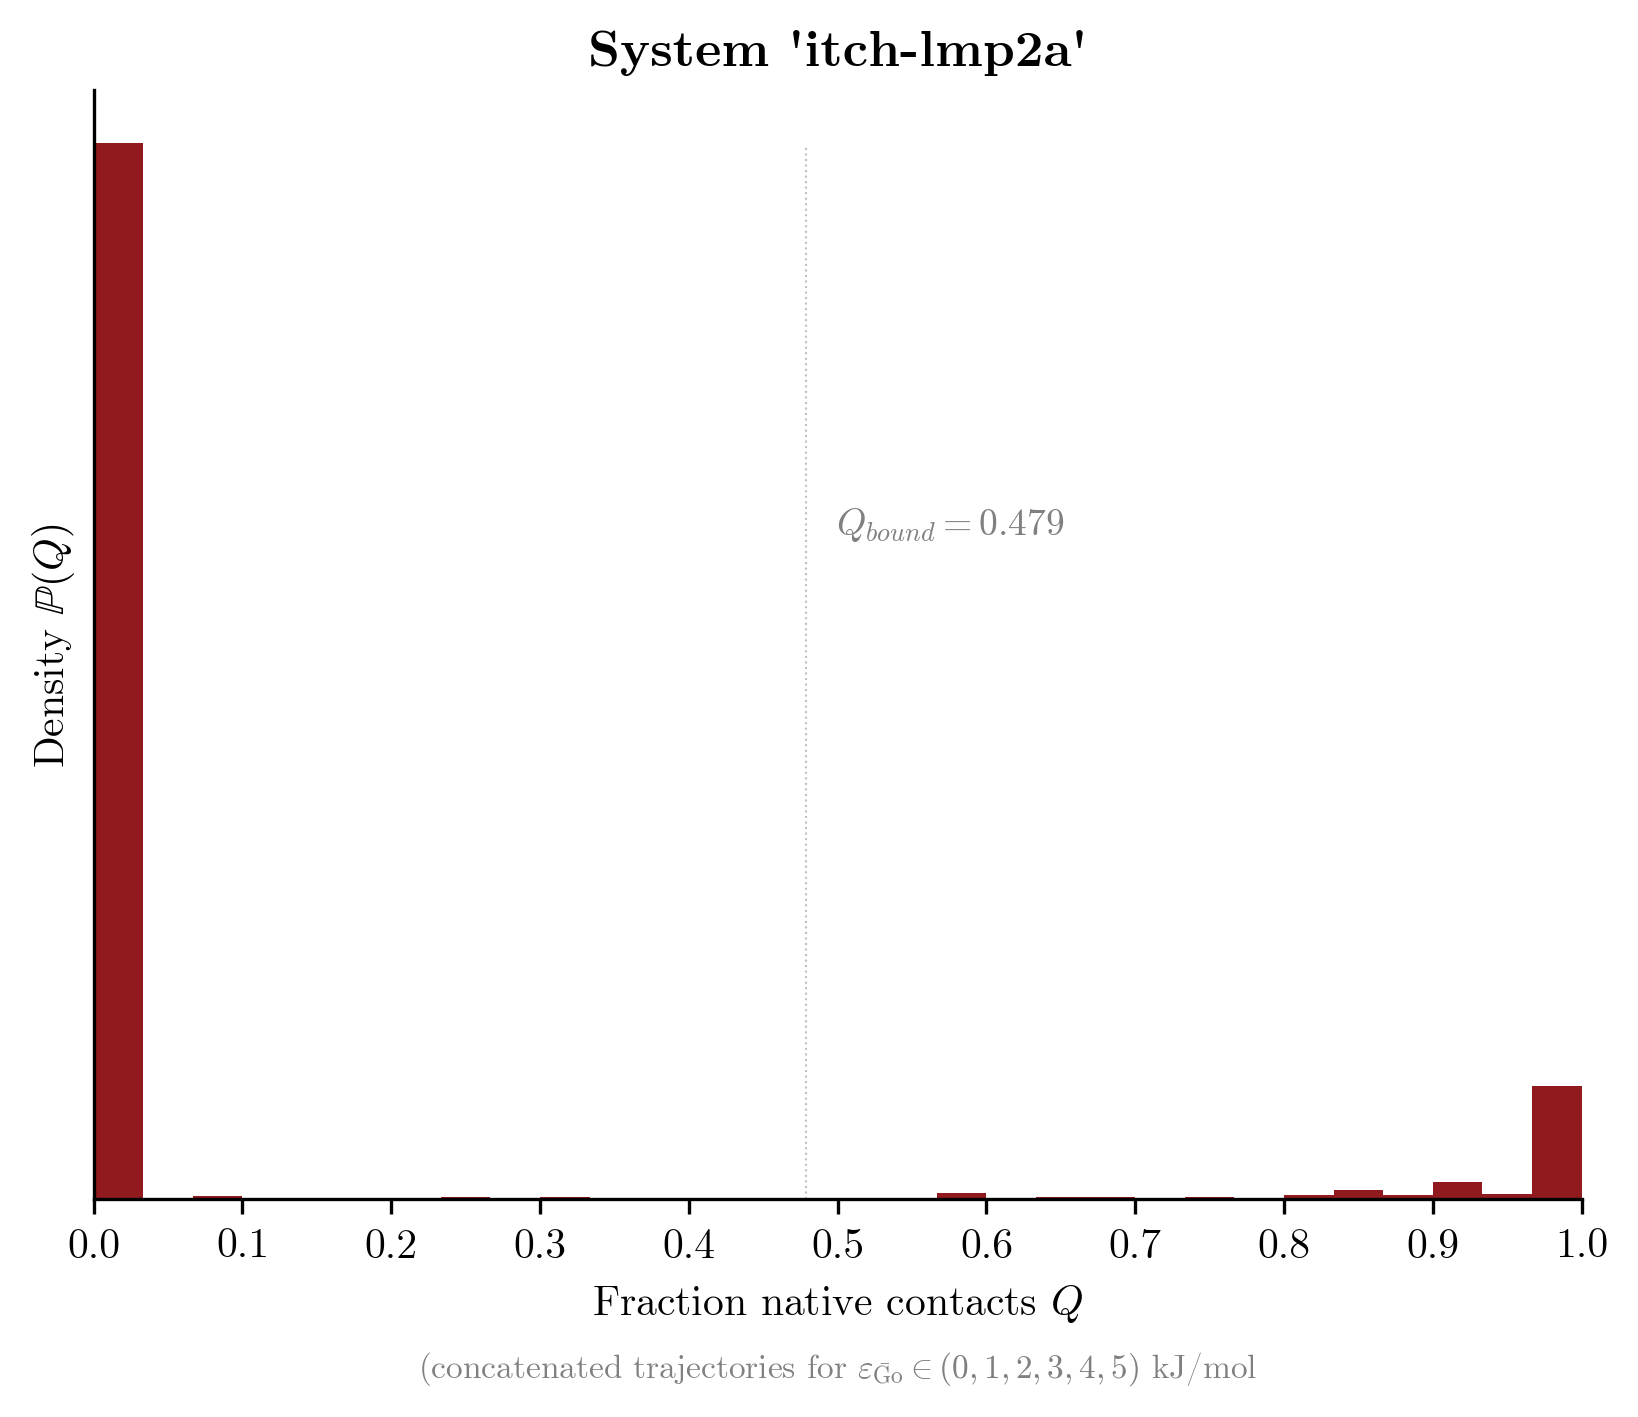 System 'itch-lmp2a'
Density ℙ(Q)
Q_bound = 0.479
0.0 0.1 0.2 0.3 0.4 0.5 0.6 0.7 0.8 0.9 1.0
Fraction native contacts Q
(concatenated trajectories for ε_Ḡo ∈ (0, 1, 2, 3, 4, 5) kJ/mol